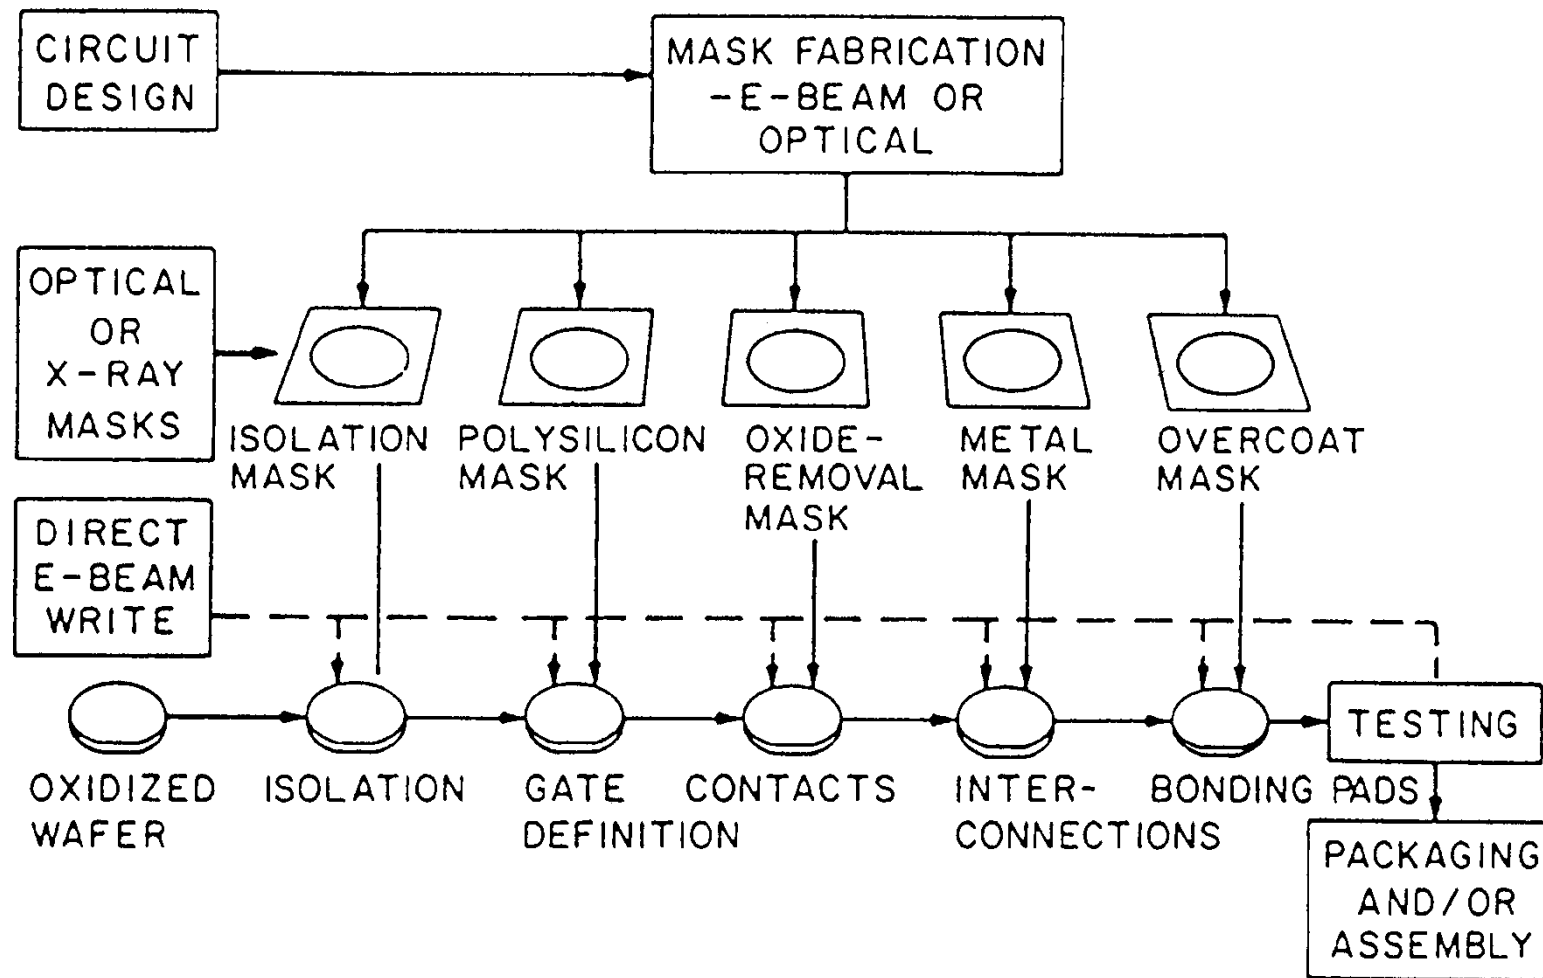 CIRCUIT
DESIGN
MASK FABRICATION
-E-BEAM OR
OPTICAL
OPTICAL
OR
X-RAY
MASKS
ISOLATION
MASK
POLYSILICON
MASK
OXIDE-
REMOVAL
MASK
METAL
MASK
OVERCOAT
MASK
DIRECT
E-BEAM
WRITE
OXIDIZED
WAFER
ISOLATION
GATE
DEFINITION
CONTACTS
INTER-
CONNECTIONS
BONDING PADS
TESTING
PACKAGING
AND/OR
ASSEMBLY